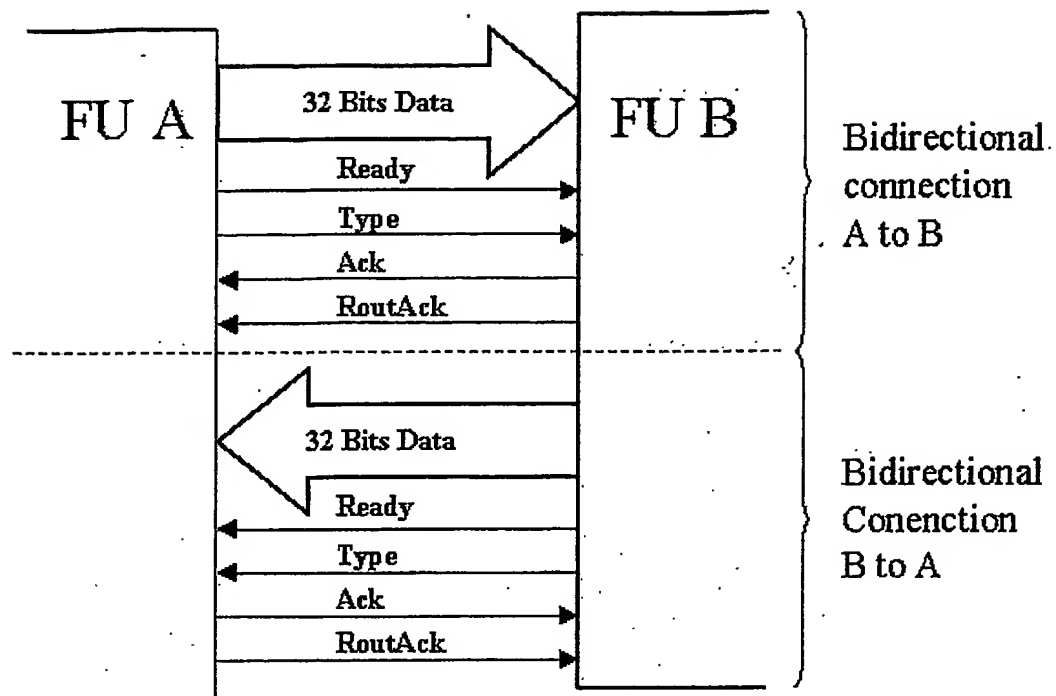 FU A
32 Bits Data
FU B
Ready
Type
Ack
RoutAck
Bidirectional
connection
A to B
32 Bits Data
Ready
Type
Ack
RoutAck
Bidirectional
Conenction
B to A